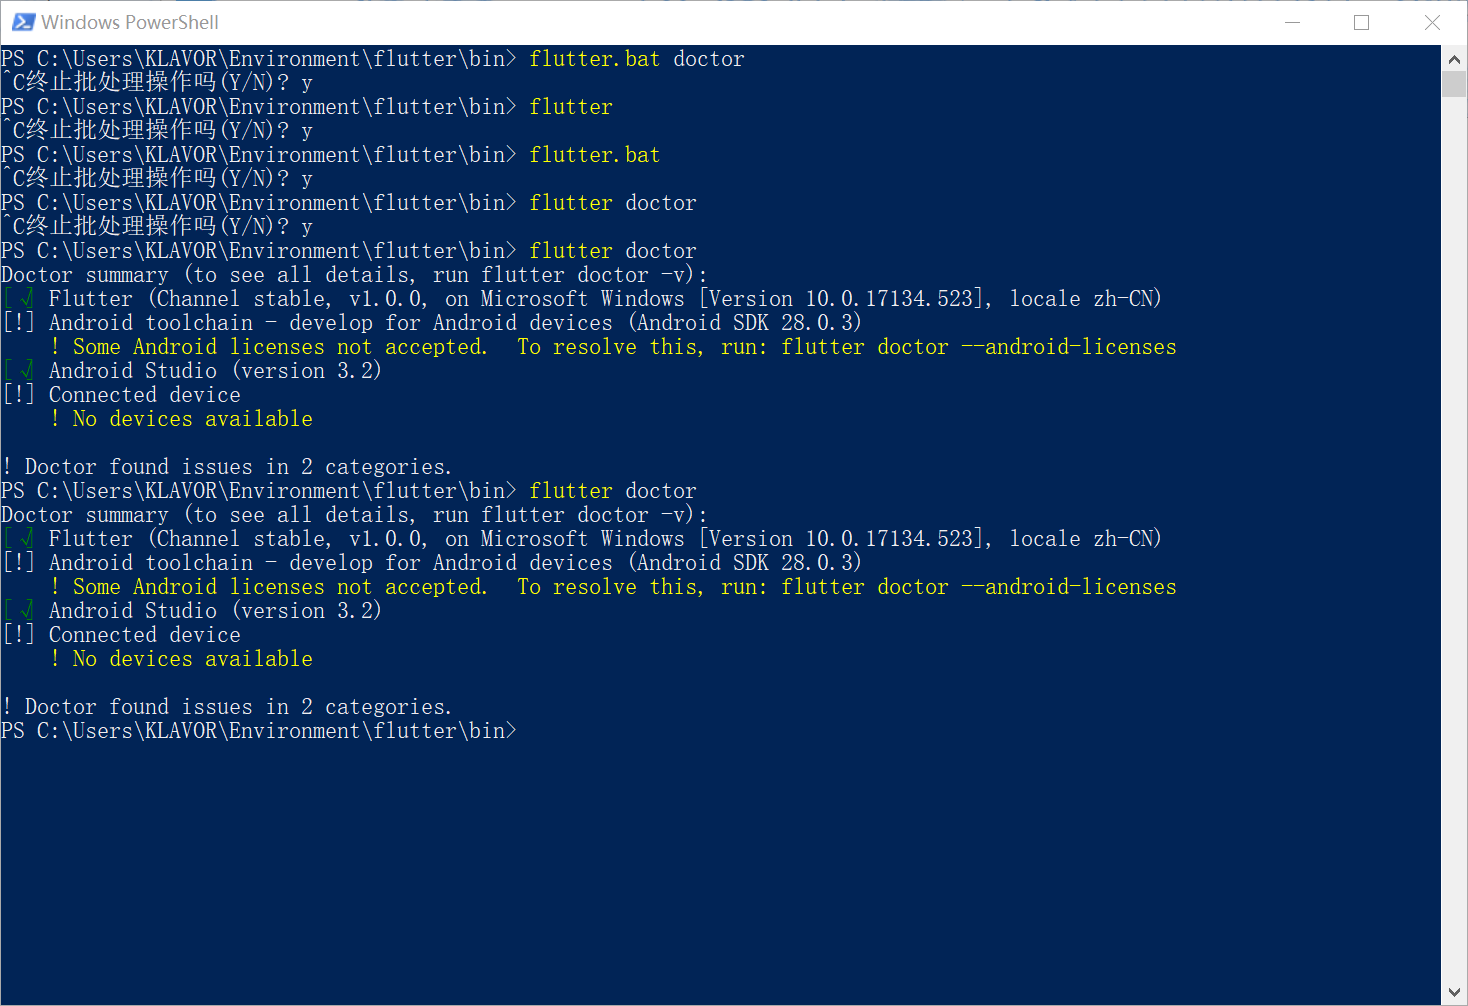 Windows PowerShell
PS C:\Users\KLAVOR\Environment\flutter\bin> flutter.bat doctor
^C终止批处理操作吗(Y/N)? y
PS C:\Users\KLAVOR\Environment\flutter\bin> flutter
^C终止批处理操作吗(Y/N)? y
PS C:\Users\KLAVOR\Environment\flutter\bin> flutter.bat
^C终止批处理操作吗(Y/N)? y
PS C:\Users\KLAVOR\Environment\flutter\bin> flutter doctor
^C终止批处理操作吗(Y/N)? y
PS C:\Users\KLAVOR\Environment\flutter\bin> flutter doctor
Doctor summary (to see all details, run flutter doctor -v):
[√] Flutter (Channel stable, v1.0.0, on Microsoft Windows [Version 10.0.17134.523], locale zh-CN)
[!] Android toolchain - develop for Android devices (Android SDK 28.0.3)
    ! Some Android licenses not accepted.  To resolve this, run: flutter doctor --android-licenses
[√] Android Studio (version 3.2)
[!] Connected device
    ! No devices available
! Doctor found issues in 2 categories.
PS C:\Users\KLAVOR\Environment\flutter\bin> flutter doctor
Doctor summary (to see all details, run flutter doctor -v):
[√] Flutter (Channel stable, v1.0.0, on Microsoft Windows [Version 10.0.17134.523], locale zh-CN)
[!] Android toolchain - develop for Android devices (Android SDK 28.0.3)
    ! Some Android licenses not accepted.  To resolve this, run: flutter doctor --android-licenses
[√] Android Studio (version 3.2)
[!] Connected device
    ! No devices available
! Doctor found issues in 2 categories.
PS C:\Users\KLAVOR\Environment\flutter\bin>